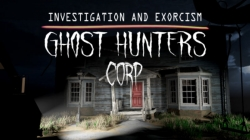 INVESTIGATION AND EXORCISM
GHOST HUNTERS
CORP